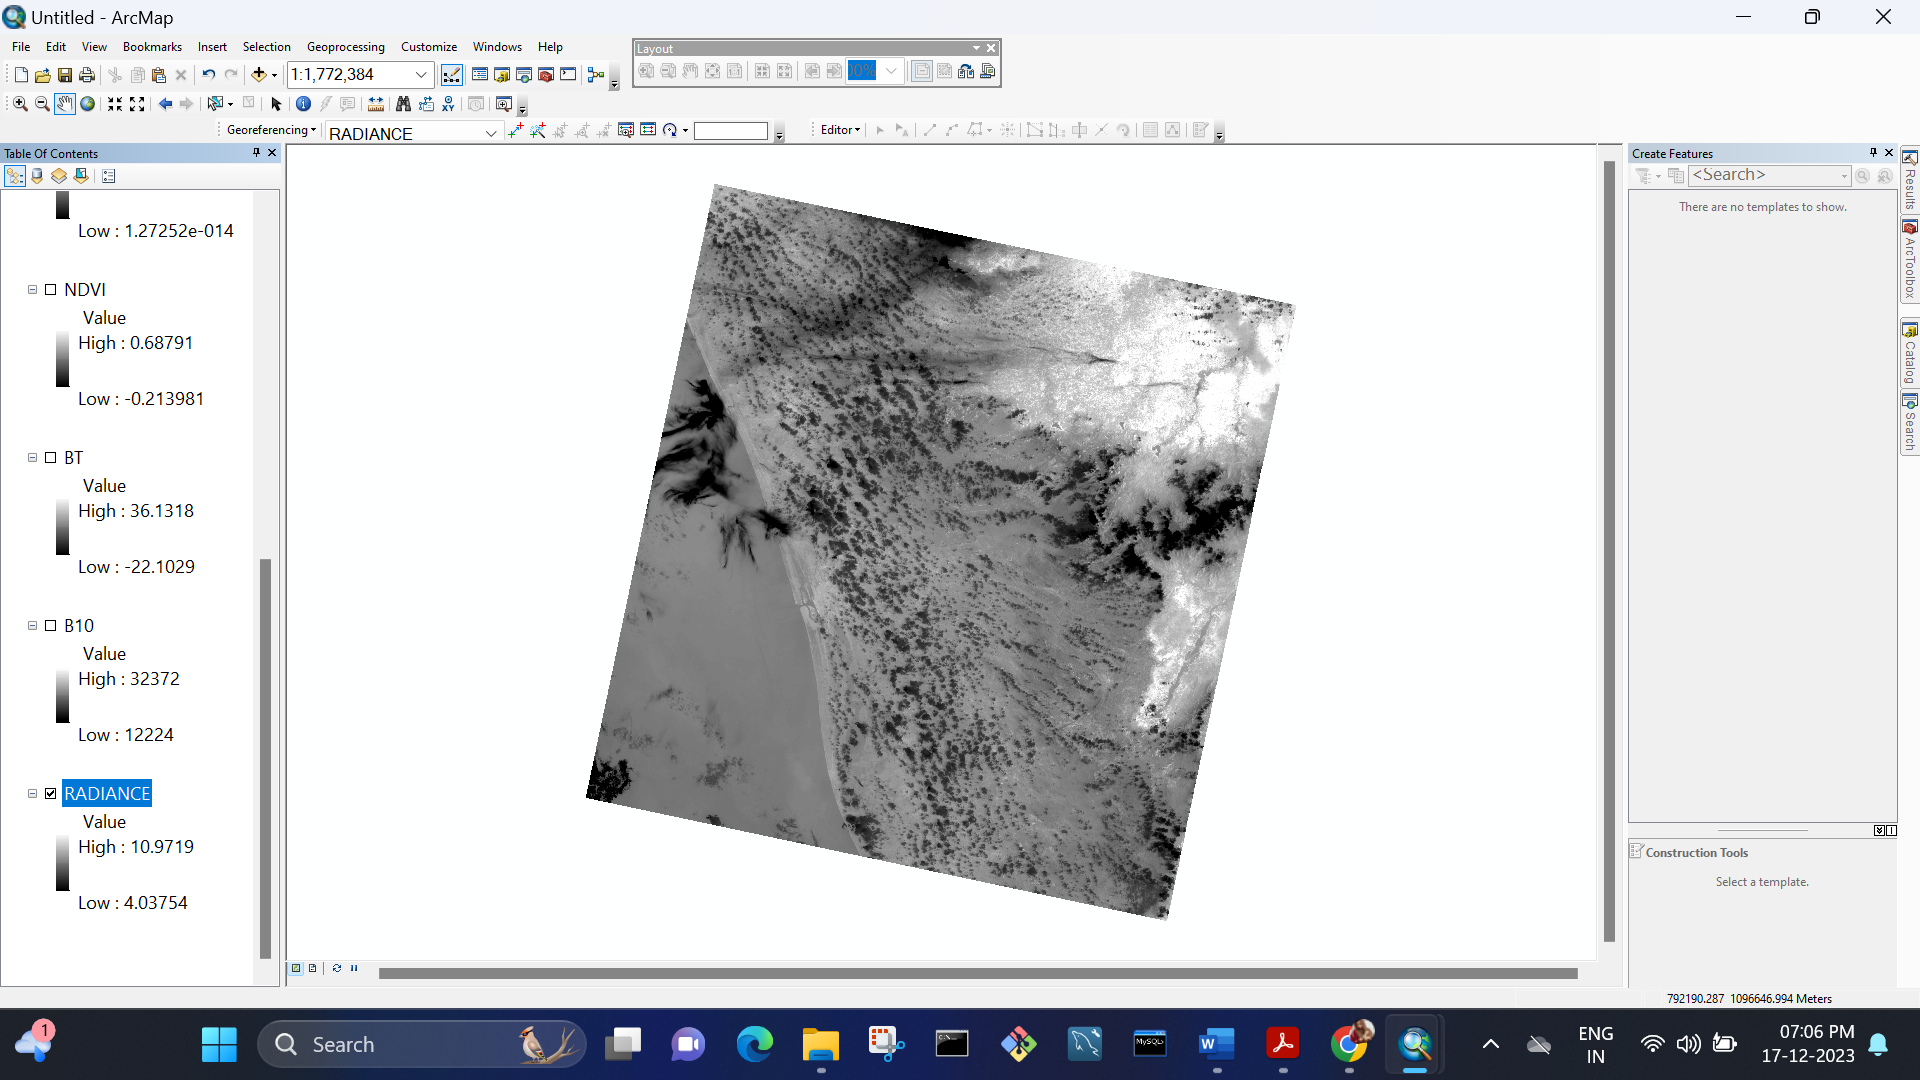 Untitled - ArcMap
File Edit View Bookmarks Insert Selection Geoprocessing Customize Windows Help
Layout
1:1,772,384
Georeferencing RADIANCE
Editor
Table Of Contents
Create Features
<Search>
There are no templates to show.
Results
ArcToolbox
Catalog
Search
Low : 1.27252e-014
NDVI
Value
High : 0.68791
Low : -0.213981
BT
Value
High : 36.1318
Low : -22.1029
B10
Value
High : 32372
Low : 12224
RADIANCE
Value
High : 10.9719
Low : 4.03754
Construction Tools
Select a template.
792190.287 1096646.994 Meters
1
Search
MySQL
ENG
IN
07:06 PM
17-12-2023